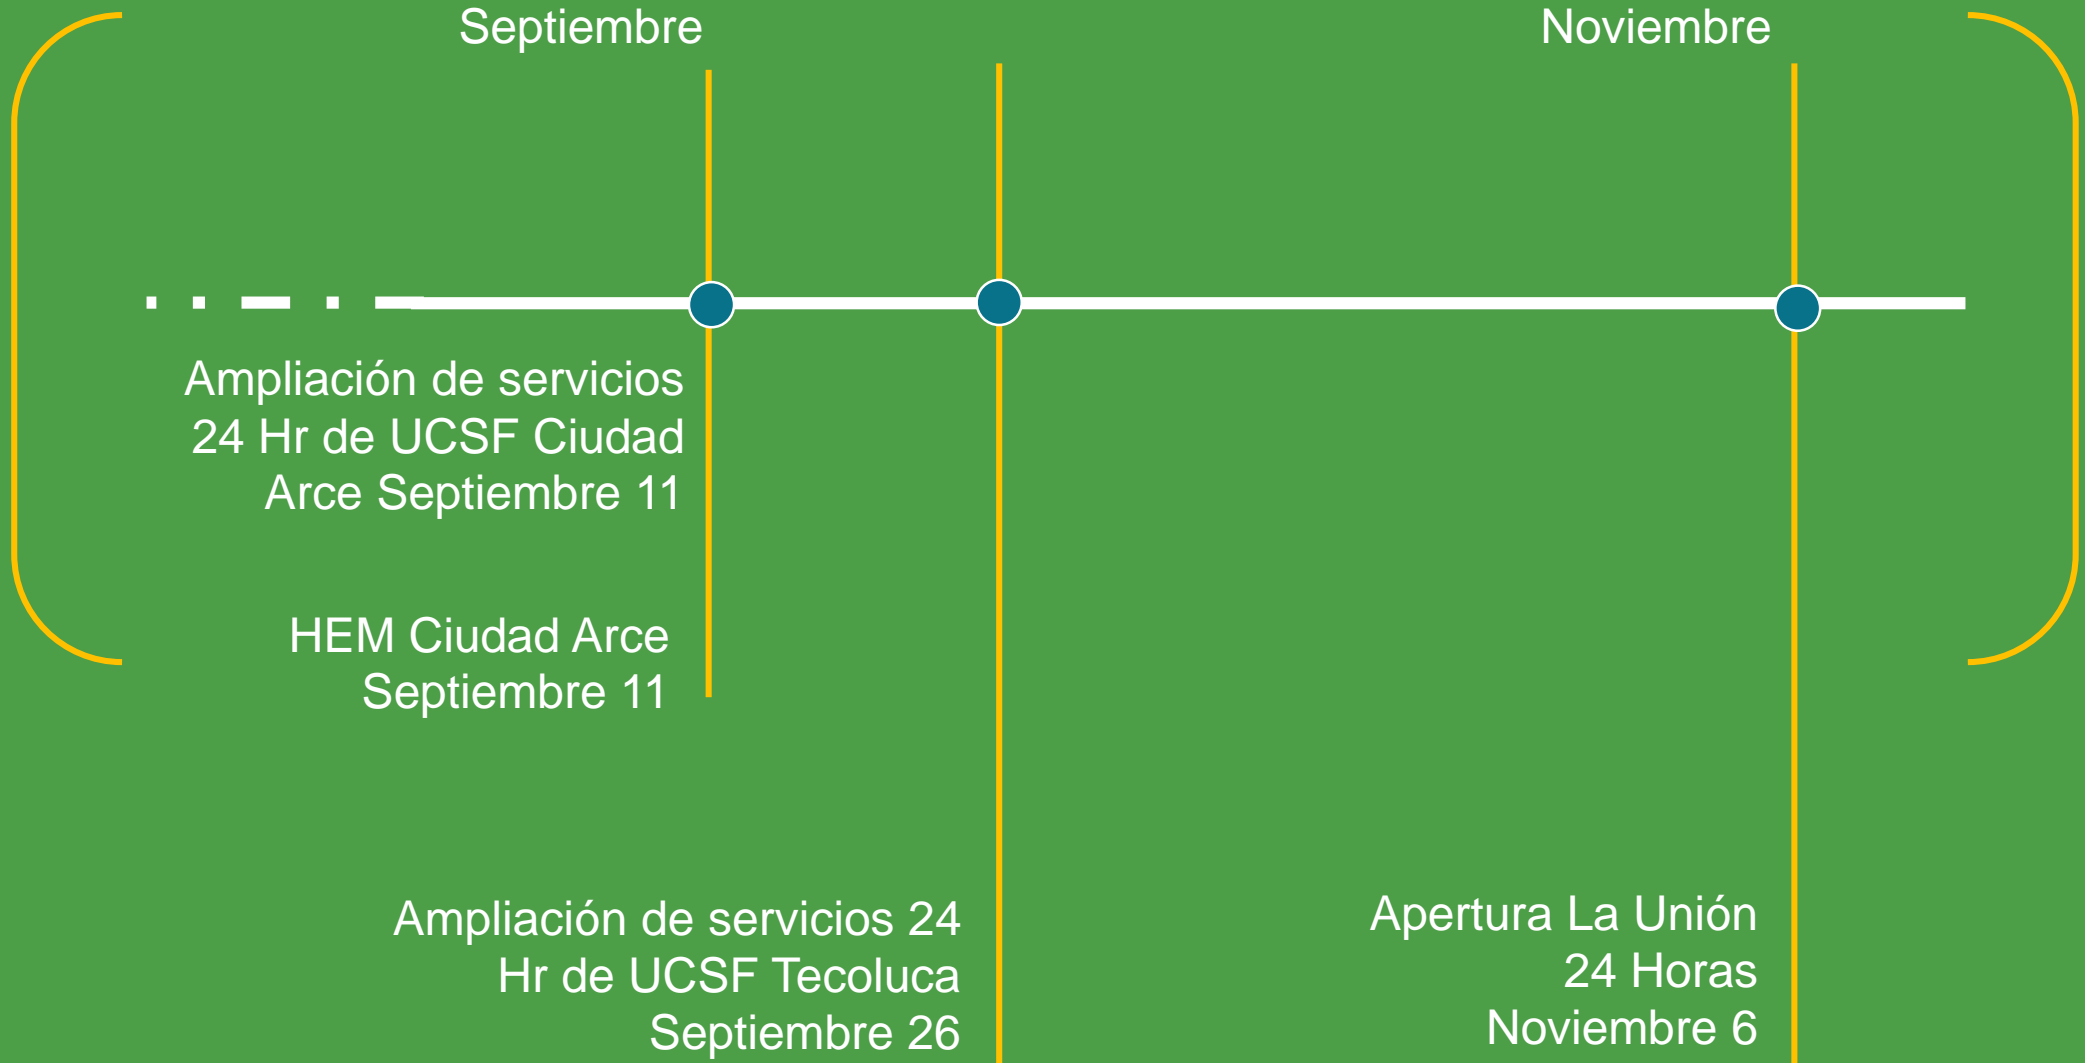 Septiembre
Noviembre
Ampliación de servicios
24 Hr de UCSF Ciudad
Arce Septiembre 11
HEM Ciudad Arce
Septiembre 11
Ampliación de servicios 24
Hr de UCSF Tecoluca
Septiembre 26
Apertura La Unión
24 Horas
Noviembre 6